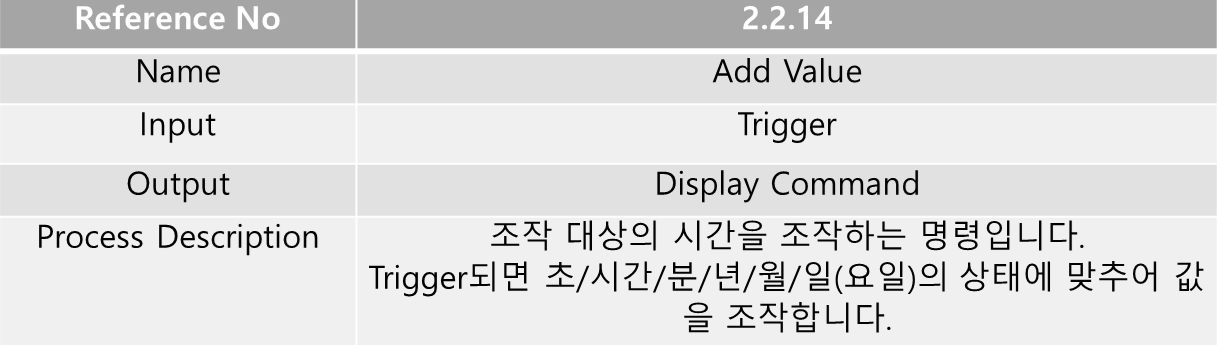 Reference No 2.2.14
Name Add Value
Input Trigger
Output Display Command
Process Description 조작 대상의 시간을 조작하는 명령입니다.
Trigger되면 초/시간/분/년/월/일(요일)의 상태에 맞추어 값
을 조작합니다.